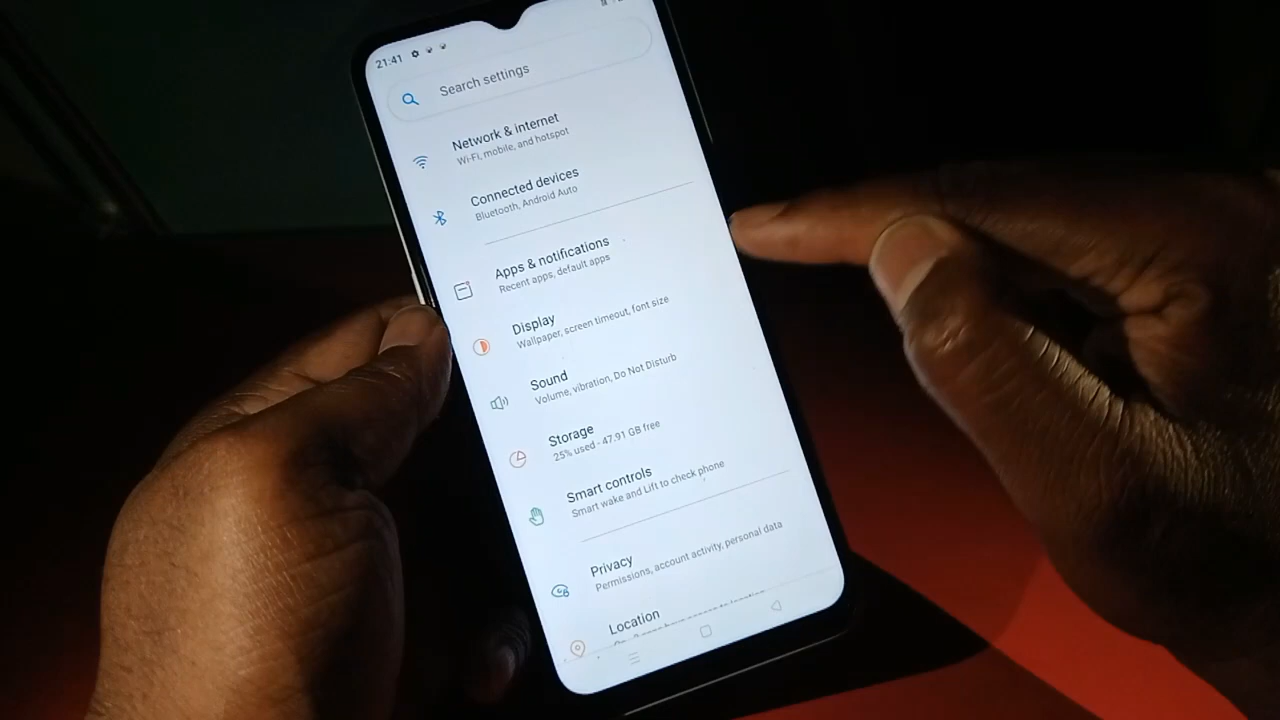 21:41
Search settings
Network & internet
Wi-Fi, mobile, and hotspot
Connected devices
Bluetooth, Android Auto
Apps & notifications
Recent apps, default apps
Display
Wallpaper, screen timeout, font size
Sound
Volume, vibration, Do Not Disturb
Storage
25% used - 47.91 GB free
Smart controls
Smart wake and Lift to check phone
Privacy
Permissions, account activity, personal data
Location